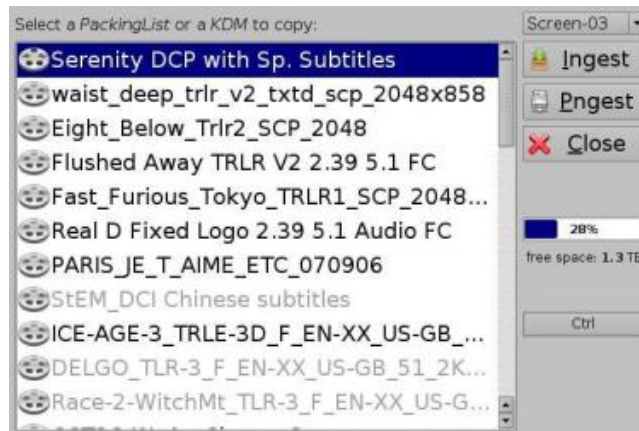 Select a PackingList or a KDM to copy:
Serenity DCP with Sp. Subtitles
waist_deep_trlr_v2_txtd_scp_2048x858
Eight_Below_Trlr2_SCP_2048
Flushed Away TRLR V2 2.39 5.1 FC
Fast_Furious_Tokyo_TRLR1_SCP_2048...
Real D Fixed Logo 2.39 5.1 Audio FC
PARIS_JE_T_AIME_ETC_070906
StEM_DCI Chinese subtitles
ICE-AGE-3_TRLE-3D_F_EN-XX_US-GB_...
DELGO_TLR-3_F_EN-XX_US-GB_51_2K...
Race-2-WitchMt_TLR-3_F_EN-XX_US-G...
Screen-03
Ingest
Pngest
Close
28%
free space: 1.3 TB
Ctrl